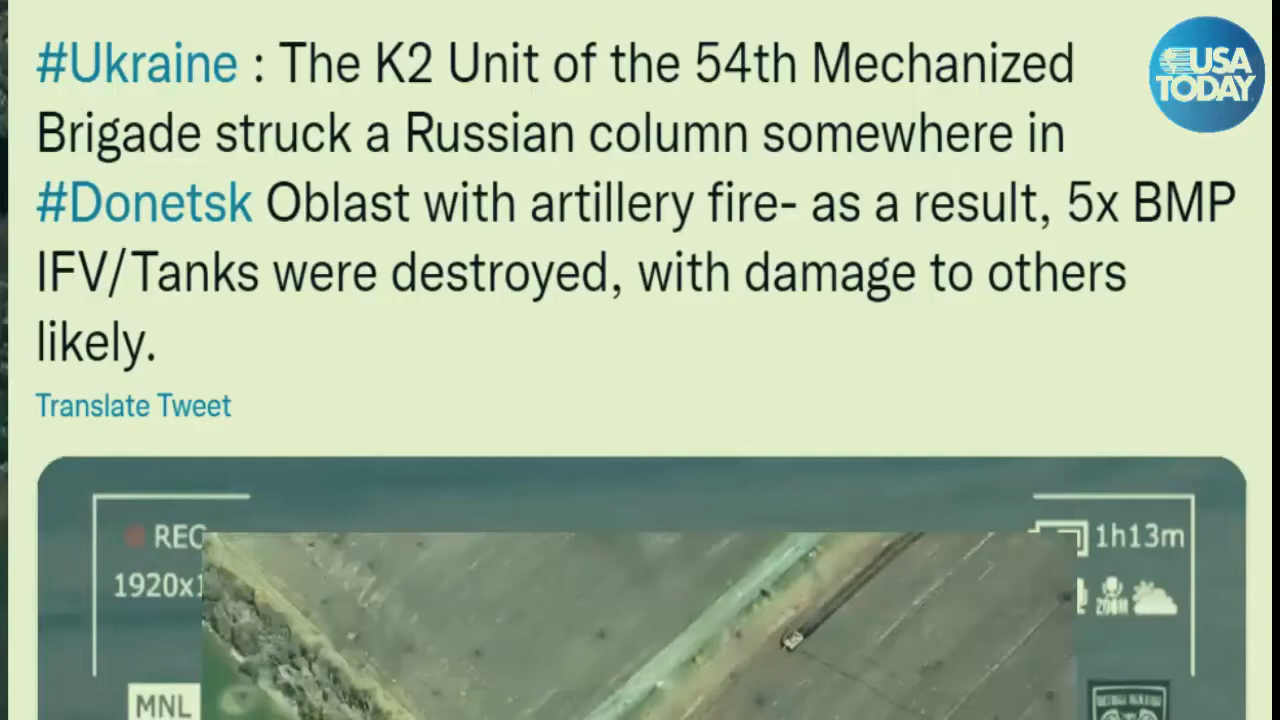 #Ukraine : The K2 Unit of the 54th Mechanized
Brigade struck a Russian column somewhere in
#Donetsk Oblast with artillery fire- as a result, 5x BMP
IFV/Tanks were destroyed, with damage to others
likely.
Translate Tweet
USA
TODAY
REC
1h13m
1920x1
ZOOM
MNL